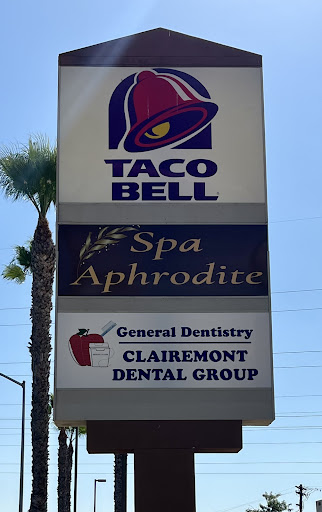 TACO
BELL
Spa
Aphrodite
General Dentistry
CLAIREMONT
DENTAL GROUP